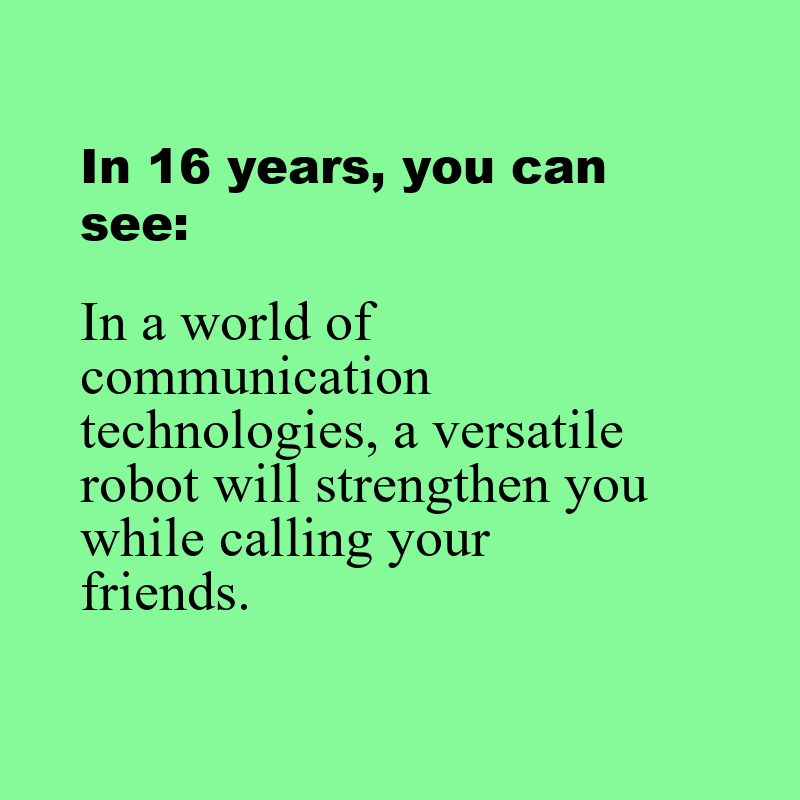 In 16 years, you can
see:
In a world of
communication
technologies, a versatile
robot will strengthen you
while calling your
friends.